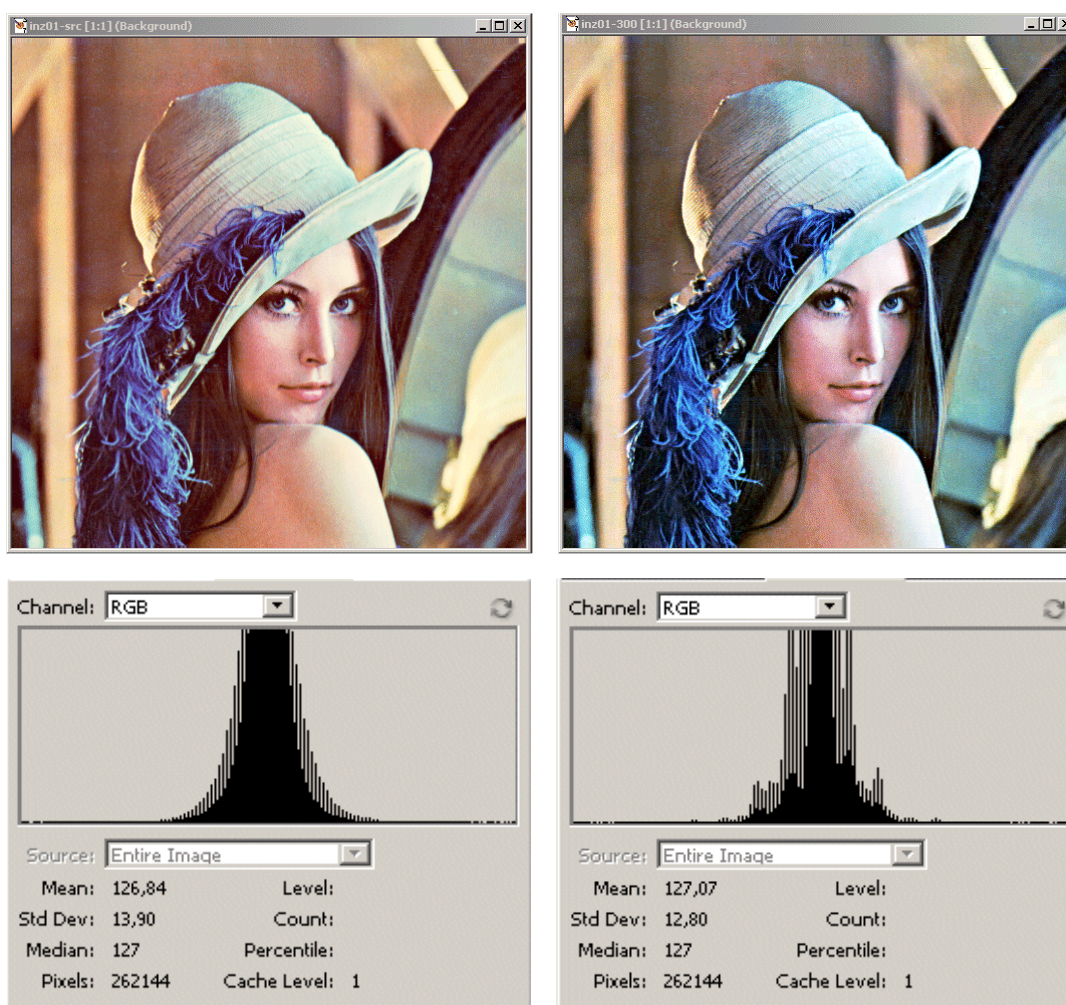 inz01-src [1:1] (Background)
inz01-300 [1:1] (Background)
Channel: RGB
Source: Entire Image
Mean: 126,84 Level:
Std Dev: 13,90 Count:
Median: 127 Percentile:
Pixels: 262144 Cache Level: 1
Channel: RGB
Source: Entire Image
Mean: 127,07 Level:
Std Dev: 12,80 Count:
Median: 127 Percentile:
Pixels: 262144 Cache Level: 1